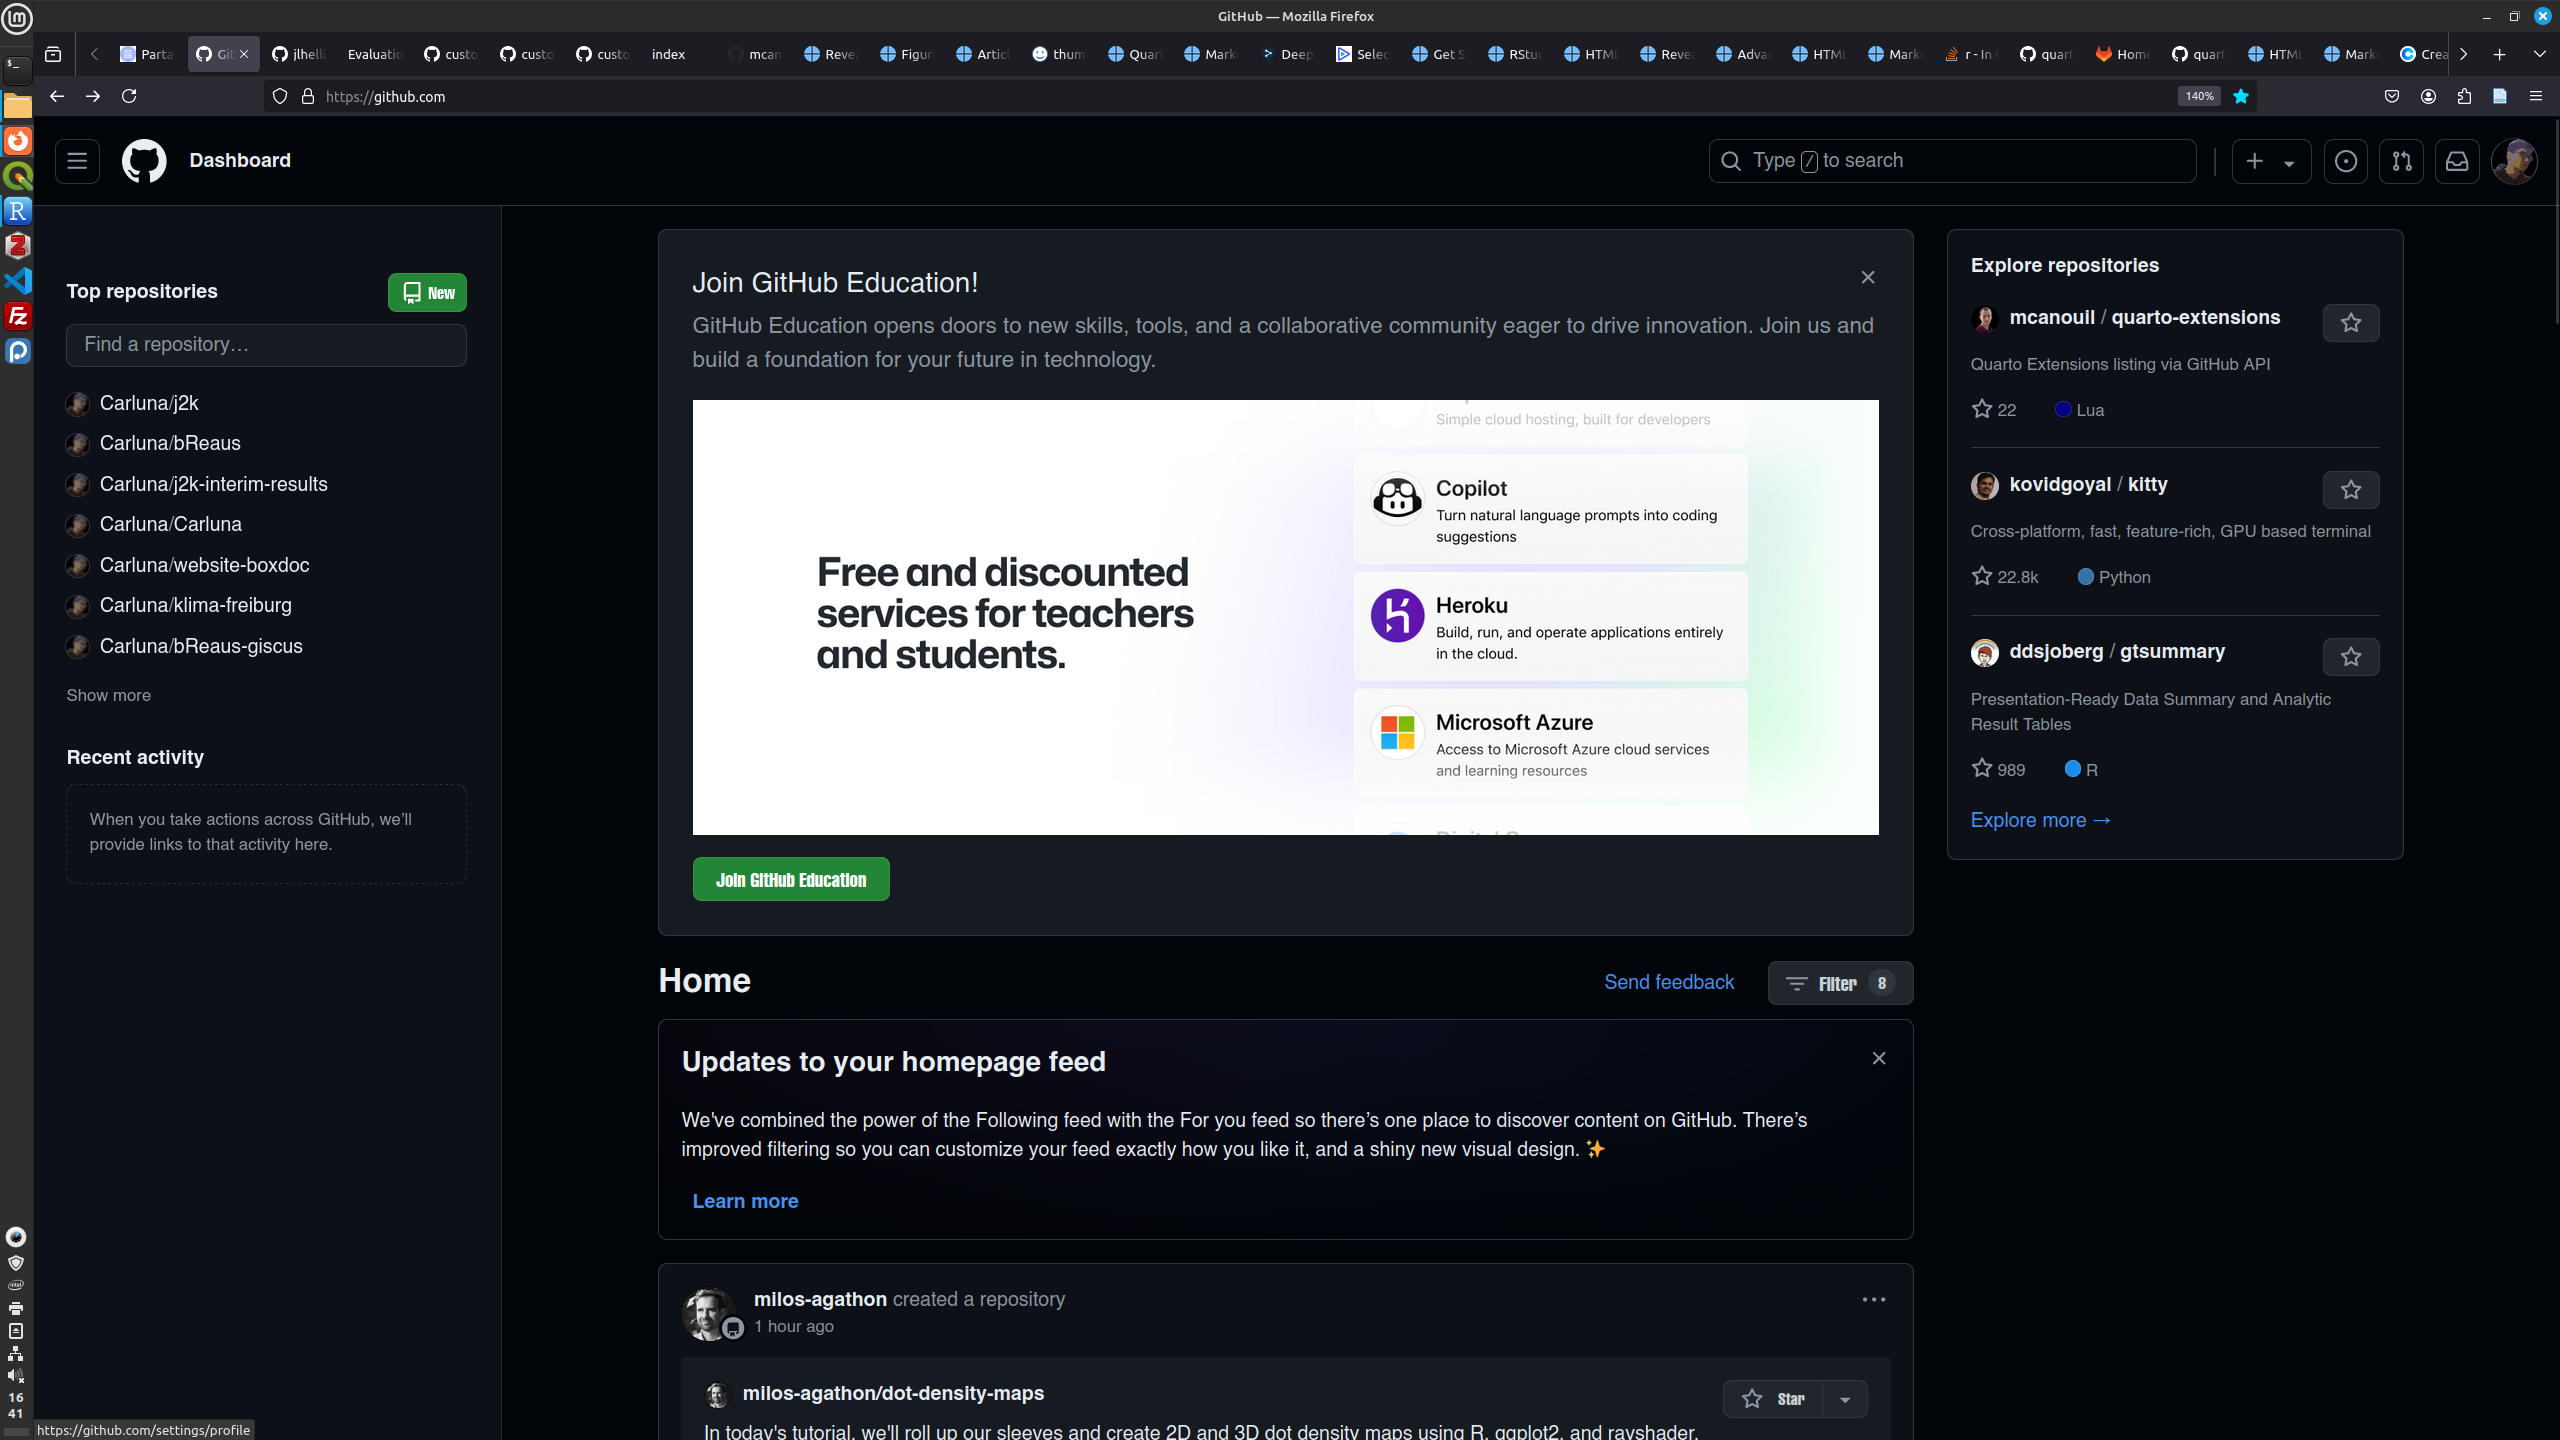 GitHub — Mozilla Firefox
Parta
Git
jlhelli
Evaluatio
custo
custo
custo
index
mcan
Reve
Figur
Articl
thum
Quar
Mark
Deep
Selec
Get S
RStu
HTML
Reve
Adva
HTML
Mark
r - In
quart
Home
quart
HTML
Mark
Crea
https://github.com
140%
Dashboard
Type / to search
Top repositories
New
Find a repository…
Carluna/j2k
Carluna/bReaus
Carluna/j2k-interim-results
Carluna/Carluna
Carluna/website-boxdoc
Carluna/klima-freiburg
Carluna/bReaus-giscus
Show more
Recent activity
When you take actions across GitHub, we’ll
provide links to that activity here.
Join GitHub Education!
GitHub Education opens doors to new skills, tools, and a collaborative community eager to drive innovation. Join us and
build a foundation for your future in technology.
Free and discounted
services for teachers
and students.
Simple cloud hosting, built for developers
Copilot
Turn natural language prompts into coding
suggestions
Heroku
Build, run, and operate applications entirely
in the cloud.
Microsoft Azure
Access to Microsoft Azure cloud services
and learning resources
Join GitHub Education
Home
Send feedback
Filter 8
Updates to your homepage feed
We've combined the power of the Following feed with the For you feed so there’s one place to discover content on GitHub. There’s
improved filtering so you can customize your feed exactly how you like it, and a shiny new visual design. ✨
Learn more
milos-agathon created a repository
1 hour ago
milos-agathon/dot-density-maps
Star
In today's tutorial, we'll roll up our sleeves and create 2D and 3D dot density maps using R, ggplot2, and rayshader.
Explore repositories
mcanouil / quarto-extensions
Quarto Extensions listing via GitHub API
22
Lua
kovidgoyal / kitty
Cross-platform, fast, feature-rich, GPU based terminal
22.8k
Python
ddsjoberg / gtsummary
Presentation-Ready Data Summary and Analytic
Result Tables
989
R
Explore more →
16
41
https://github.com/settings/profile